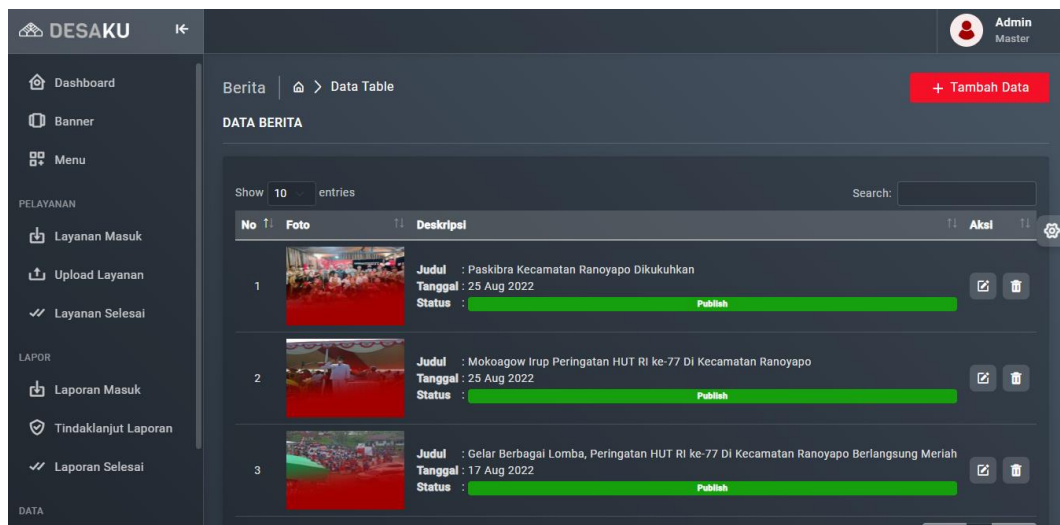 DESAKU
Admin
Master
Dashboard
Banner
Menu
PELAYANAN
Layanan Masuk
Upload Layanan
Layanan Selesai
LAPOR
Laporan Masuk
Tindaklanjut Laporan
Laporan Selesai
DATA
Berita
Data Table
+ Tambah Data
DATA BERITA
Show 10 entries
Search:
No Foto Deskripsi Aksi
1
Judul : Paskibra Kecamatan Ranoyapo Dikukuhkan
Tanggal : 25 Aug 2022
Status : Publish
2
Judul : Mokoagow Irup Peringatan HUT RI ke-77 Di Kecamatan Ranoyapo
Tanggal : 25 Aug 2022
Status : Publish
3
Judul : Gelar Berbagai Lomba, Peringatan HUT RI ke-77 Di Kecamatan Ranoyapo Berlangsung Meriah
Tanggal : 17 Aug 2022
Status : Publish